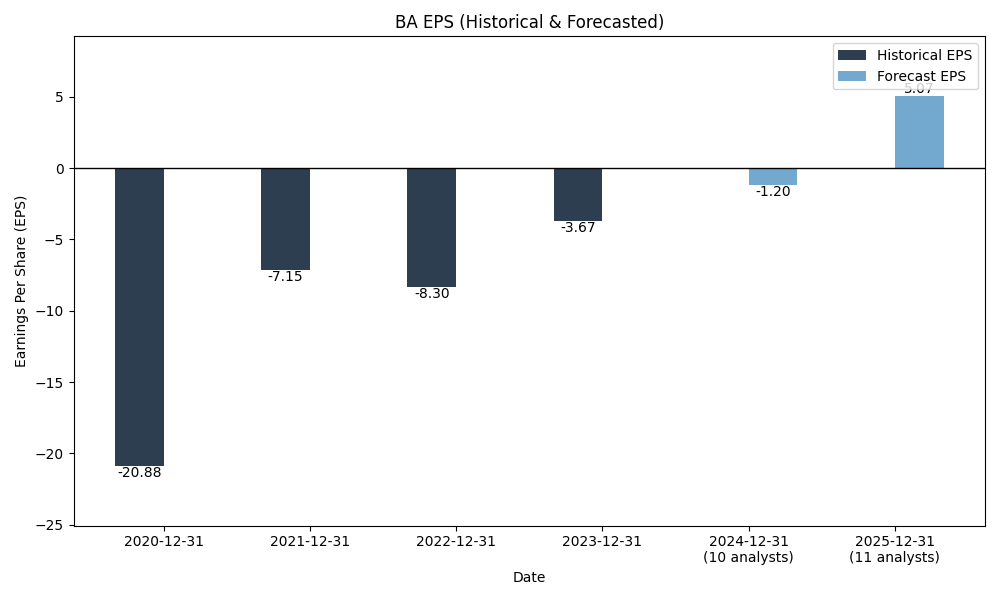 BA EPS (Historical & Forecasted)
Historical EPS
Forecast EPS
Earnings Per Share (EPS)
5
0
−5
−10
−15
−20
−25
-20.88
-7.15
-8.30
-3.67
-1.20
5.07
2020-12-31
2021-12-31
2022-12-31
2023-12-31
2024-12-31
(10 analysts)
2025-12-31
(11 analysts)
Date